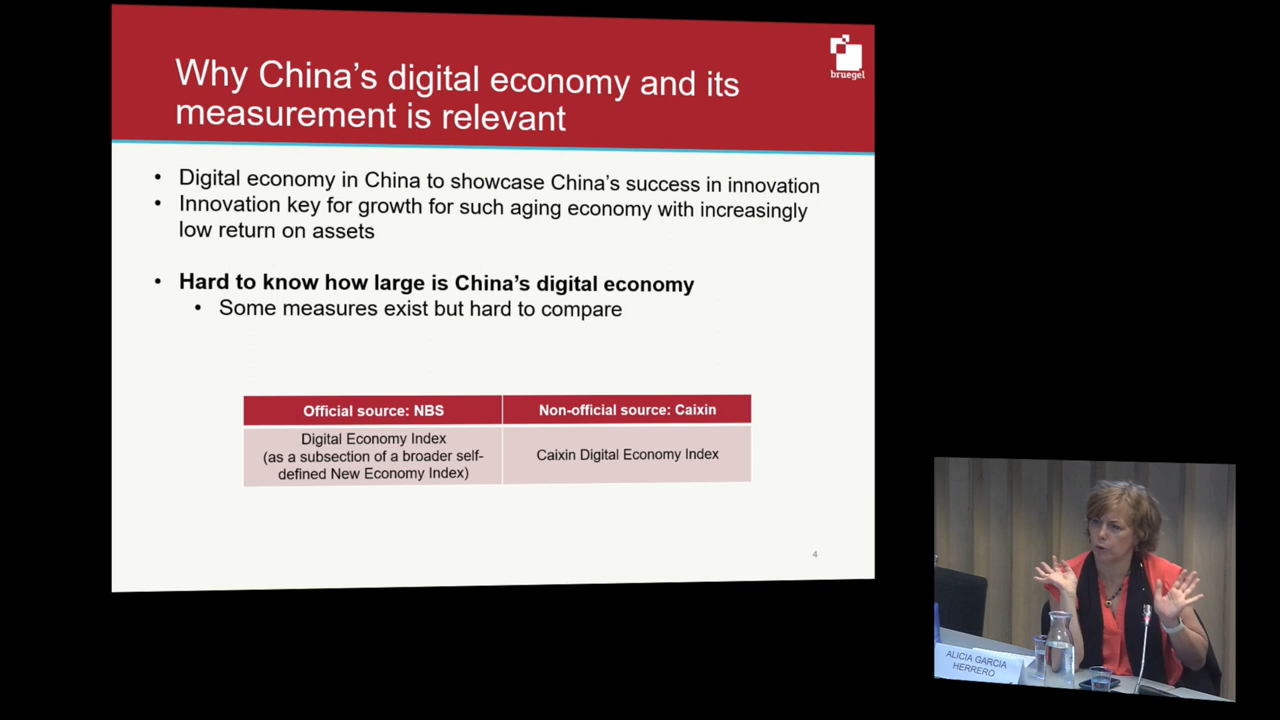 Why China's digital economy and its
measurement is relevant
bruegel
• Digital economy in China to showcase China's success in innovation
• Innovation key for growth for such aging economy with increasingly
low return on assets
• Hard to know how large is China's digital economy
• Some measures exist but hard to compare
Official source: NBS
Non-official source: Caixin
Digital Economy Index
(as a subsection of a broader self-
defined New Economy Index)
Caixin Digital Economy Index
4
ALICIA GARCIA
HERRERO